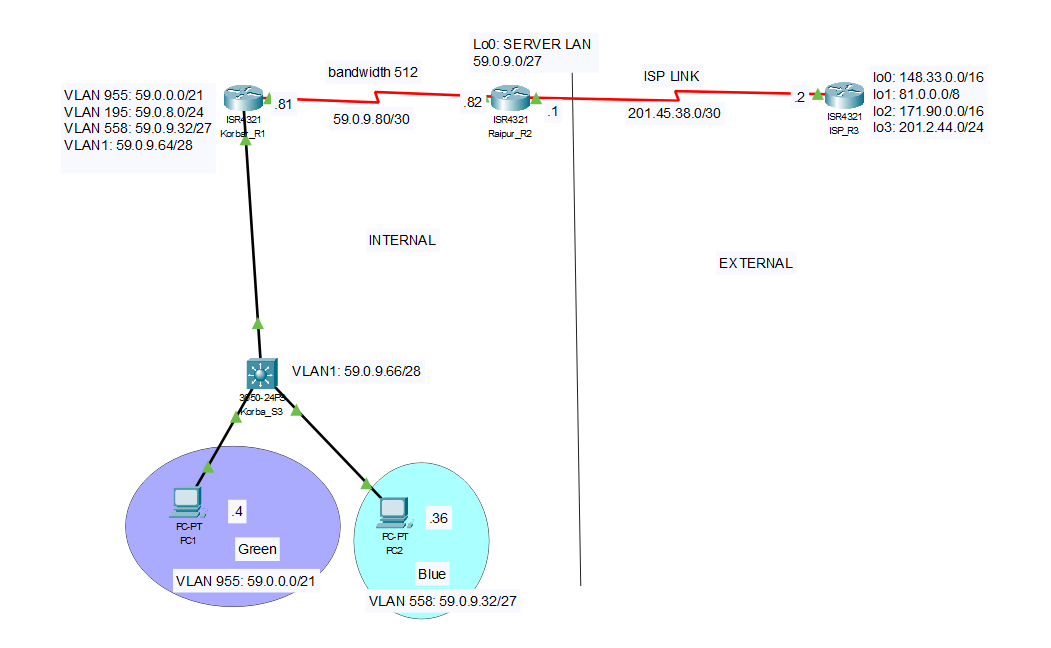 Lo0: SERVER LAN
59.0.9.0/27
bandwidth 512
ISP LINK
VLAN 955: 59.0.0.0/21
VLAN 195: 59.0.8.0/24
VLAN 558: 59.0.9.32/27
VLAN1: 59.0.9.64/28
.81
ISR4321
Korba_R1
59.0.9.80/30
.82
ISR4321
Raipur_R2
.1
201.45.38.0/30
.2
ISR4321
ISP_R3
lo0: 148.33.0.0/16
lo1: 81.0.0.0/8
lo2: 171.90.0.0/16
lo3: 201.2.44.0/24
INTERNAL
EXTERNAL
VLAN1: 59.0.9.66/28
3650-24PS
Korba_S3
.4
PC-PT
PC1
Green
VLAN 955: 59.0.0.0/21
.36
PC-PT
PC2
Blue
VLAN 558: 59.0.9.32/27